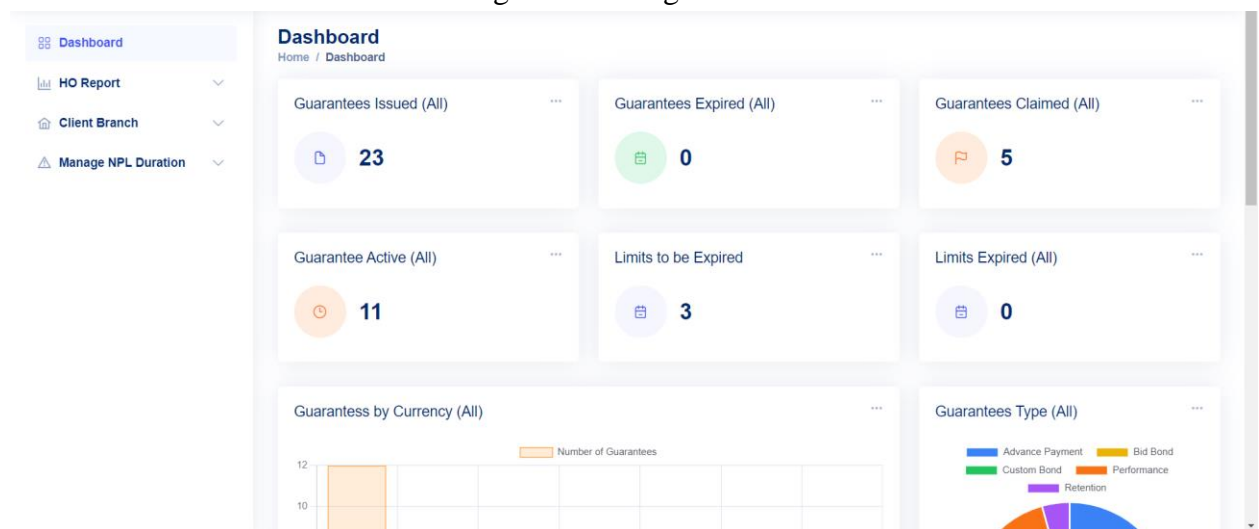 Dashboard
HO Report
Client Branch
Manage NPL Duration
Dashboard
Home / Dashboard
Guarantees Issued (All)
23
Guarantees Expired (All)
0
Guarantees Claimed (All)
5
Guarantee Active (All)
11
Limits to be Expired
3
Limits Expired (All)
0
Guarantess by Currency (All)
Number of Guarantees
12
10
Guarantees Type (All)
Advance Payment Bid Bond
Custom Bond Performance
Retention